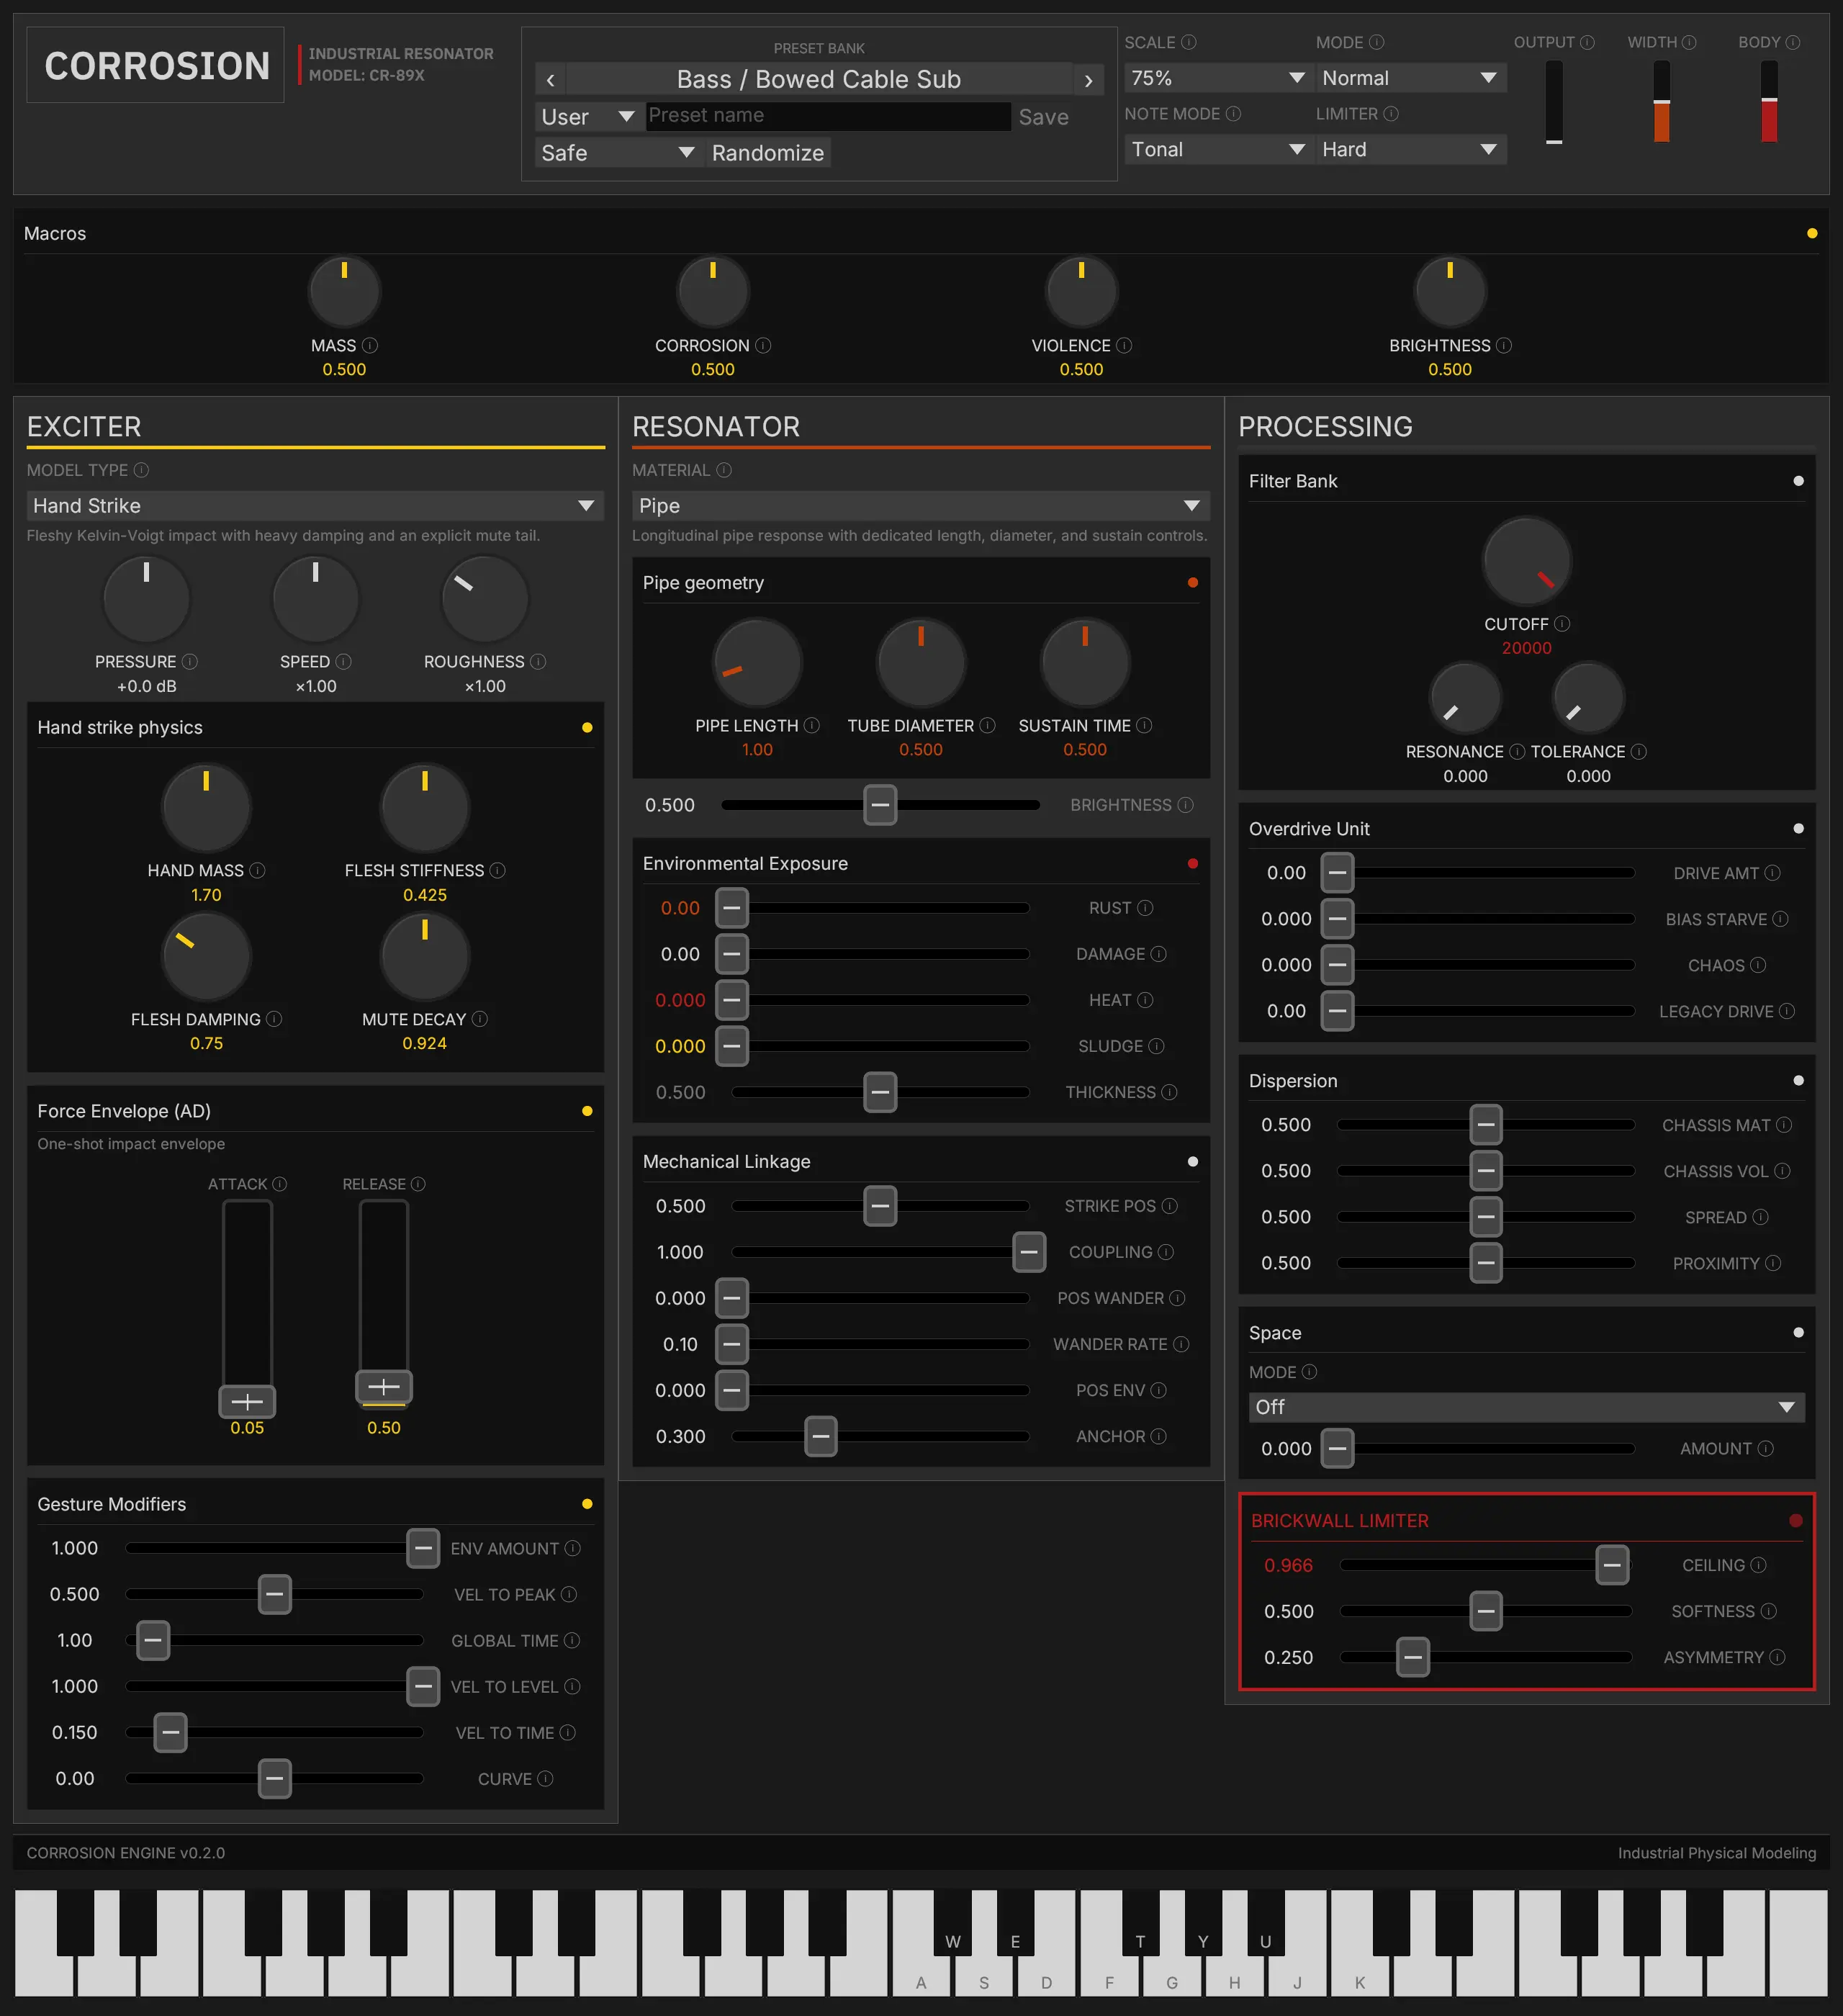 CORROSION
INDUSTRIAL RESONATOR
MODEL: CR-89X
PRESET BANK
‹ Bass / Bowed Cable Sub ›
User Preset name Save
Safe Randomize
SCALE MODE
75% Normal
NOTE MODE LIMITER
Tonal Hard
OUTPUT WIDTH BODY
Macros
MASS CORROSION VIOLENCE BRIGHTNESS
0.500 0.500 0.500 0.500
EXCITER
MODEL TYPE
Hand Strike
Fleshy Kelvin-Voigt impact with heavy damping and an explicit mute tail.
PRESSURE SPEED ROUGHNESS
+0.0 dB ×1.00 ×1.00
Hand strike physics
HAND MASS FLESH STIFFNESS
1.70 0.425
FLESH DAMPING MUTE DECAY
0.75 0.924
Force Envelope (AD)
One-shot impact envelope
ATTACK RELEASE
0.05 0.50
Gesture Modifiers
1.000 ENV AMOUNT
0.500 VEL TO PEAK
1.00 GLOBAL TIME
1.000 VEL TO LEVEL
0.150 VEL TO TIME
0.00 CURVE
RESONATOR
MATERIAL
Pipe
Longitudinal pipe response with dedicated length, diameter, and sustain controls.
Pipe geometry
PIPE LENGTH TUBE DIAMETER SUSTAIN TIME
1.00 0.500 0.500
0.500 BRIGHTNESS
Environmental Exposure
0.00 RUST
0.00 DAMAGE
0.000 HEAT
0.000 SLUDGE
0.500 THICKNESS
Mechanical Linkage
0.500 STRIKE POS
1.000 COUPLING
0.000 POS WANDER
0.10 WANDER RATE
0.000 POS ENV
0.300 ANCHOR
PROCESSING
Filter Bank
CUTOFF
20000
RESONANCE TOLERANCE
0.000 0.000
Overdrive Unit
0.00 DRIVE AMT
0.000 BIAS STARVE
0.000 CHAOS
0.00 LEGACY DRIVE
Dispersion
0.500 CHASSIS MAT
0.500 CHASSIS VOL
0.500 SPREAD
0.500 PROXIMITY
Space
MODE
Off
0.000 AMOUNT
BRICKWALL LIMITER
0.966 CEILING
0.500 SOFTNESS
0.250 ASYMMETRY
CORROSION ENGINE v0.2.0 Industrial Physical Modeling
W E T Y U
A S D F G H J K